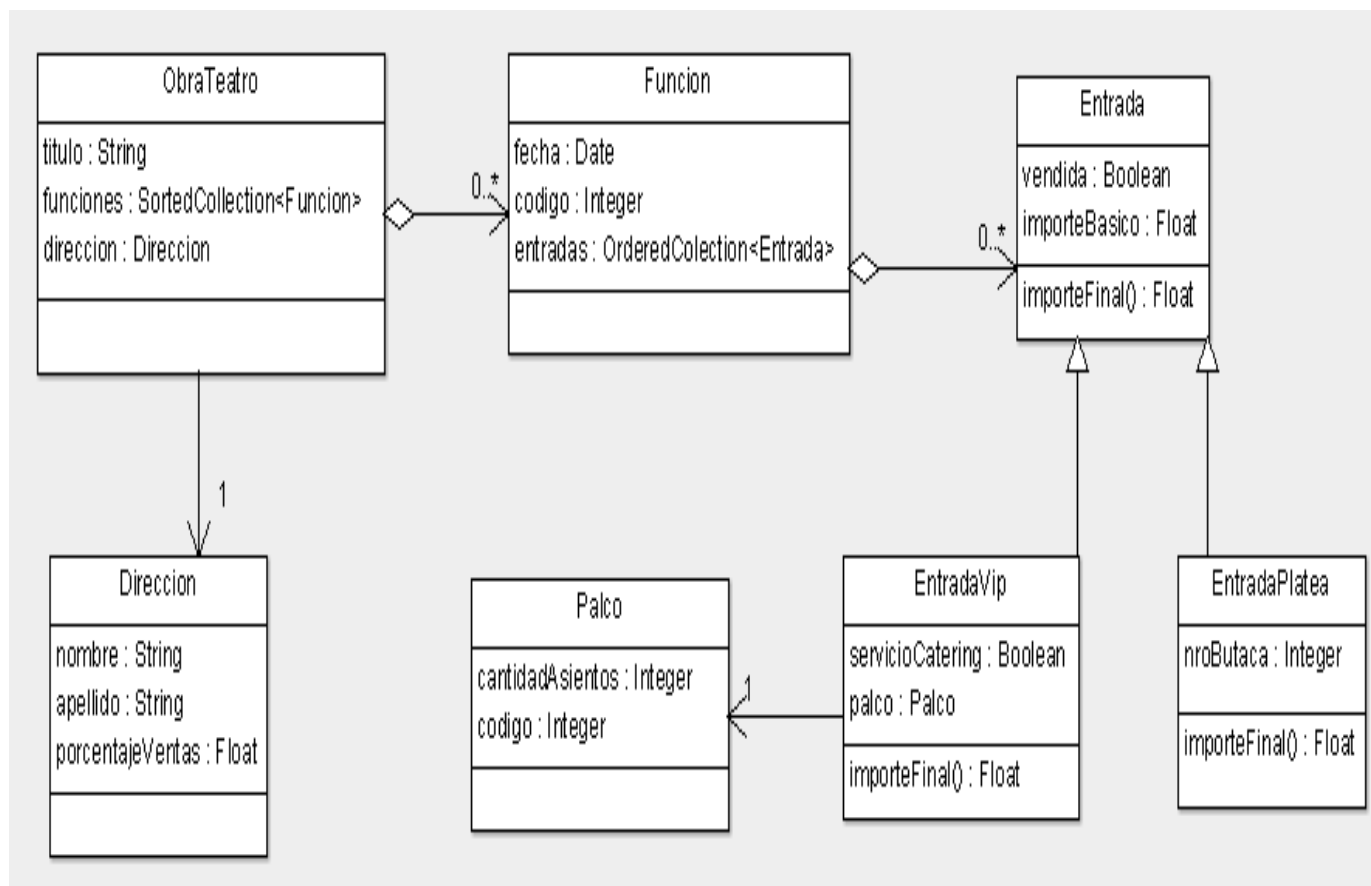 ObraTeatro
titulo : String
funciones : SortedCollection<Funcion>
direccion : Direccion
0..*
Funcion
fecha : Date
codigo : Integer
entradas : OrderedColection<Entrada>
0..*
Entrada
vendida : Boolean
importeBasico : Float
importeFinal() : Float
1
Direccion
nombre : String
apellido : String
porcentajeVentas : Float
Palco
cantidadAsientos : Integer
codigo : Integer
1
EntradaVip
servicioCatering : Boolean
palco : Palco
importeFinal() : Float
EntradaPlatea
nroButaca : Integer
importeFinal() : Float